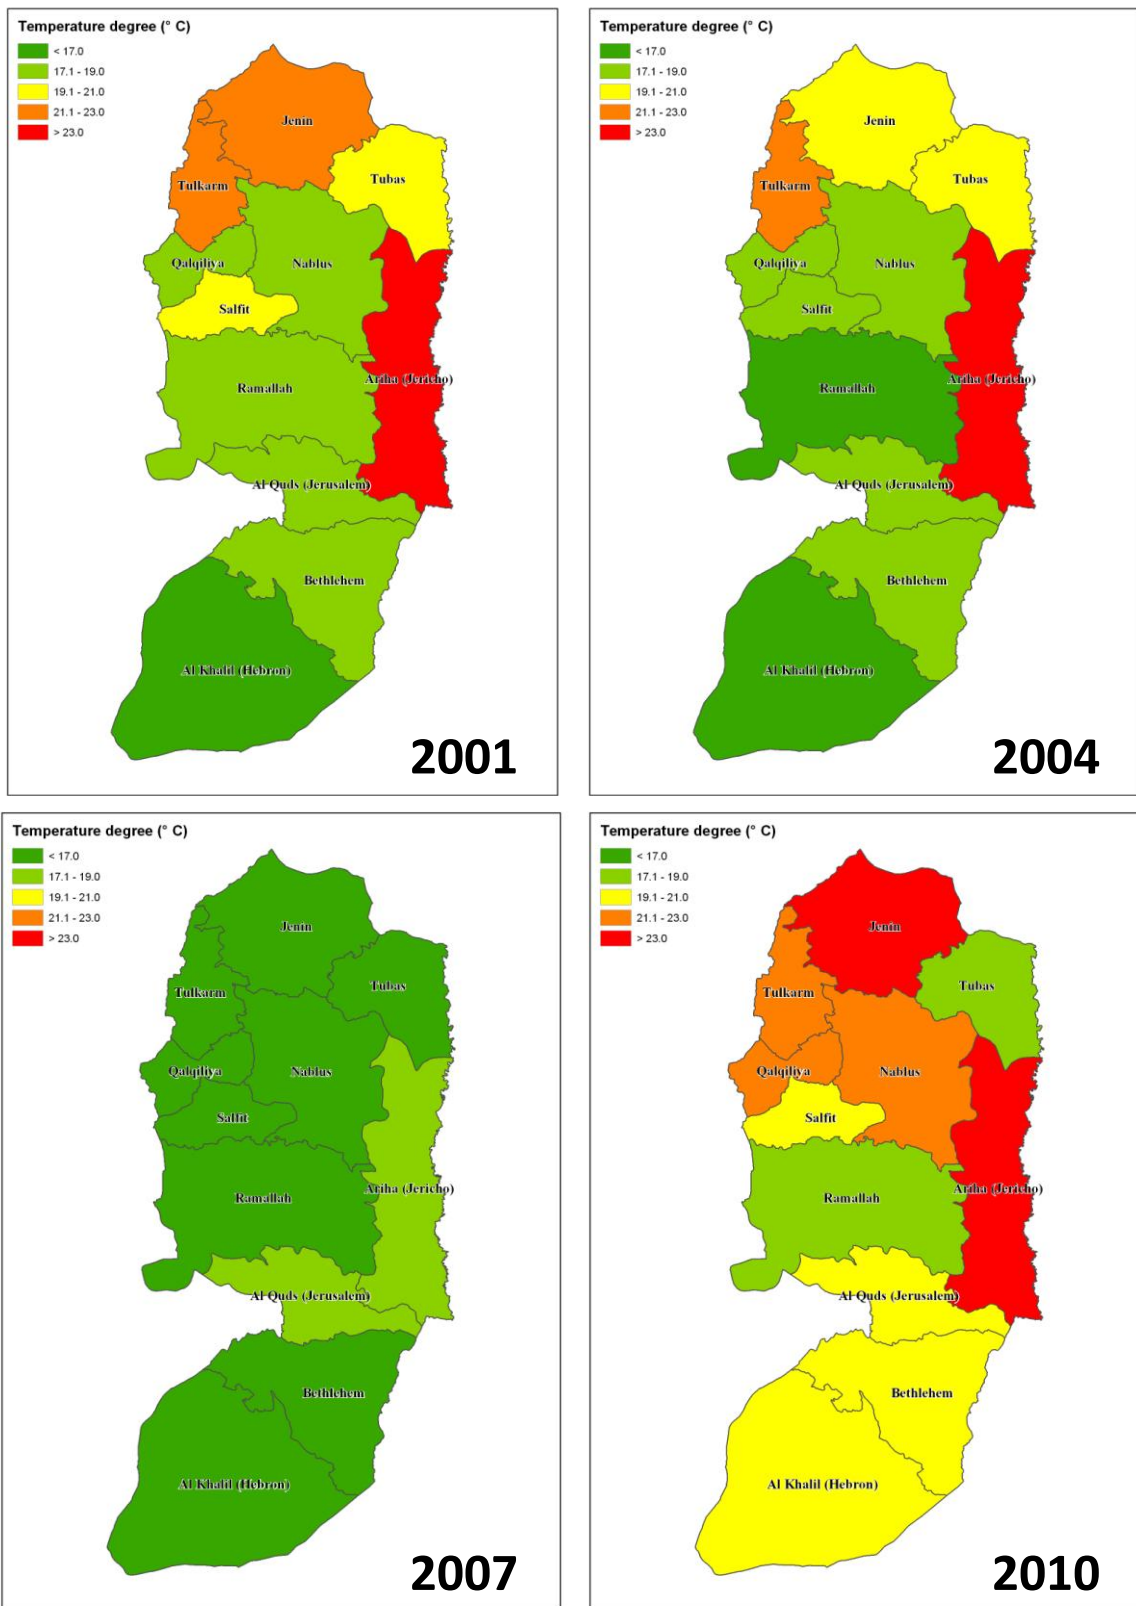 Temperature degree (° C)
< 17.0
17.1 - 19.0
19.1 - 21.0
21.1 - 23.0
> 23.0
Jenin
Tubas
Tulkarm
Qalqiliya
Nablus
Salfit
Ariha (Jericho)
Ramallah
Al Quds (Jerusalem)
Bethlehem
Al Khalil (Hebron)
2001
Temperature degree (° C)
< 17.0
17.1 - 19.0
19.1 - 21.0
21.1 - 23.0
> 23.0
Jenin
Tubas
Tulkarm
Qalqiliya
Nablus
Salfit
Ariha (Jericho)
Ramallah
Al Quds (Jerusalem)
Bethlehem
Al Khalil (Hebron)
2004
Temperature degree (° C)
< 17.0
17.1 - 19.0
19.1 - 21.0
21.1 - 23.0
> 23.0
Jenin
Tubas
Tulkarm
Qalqiliya
Nablus
Salfit
Ariha (Jericho)
Ramallah
Al Quds (Jerusalem)
Bethlehem
Al Khalil (Hebron)
2007
Temperature degree (° C)
< 17.0
17.1 - 19.0
19.1 - 21.0
21.1 - 23.0
> 23.0
Jenin
Tubas
Tulkarm
Qalqiliya
Nablus
Salfit
Ariha (Jericho)
Ramallah
Al Quds (Jerusalem)
Bethlehem
Al Khalil (Hebron)
2010